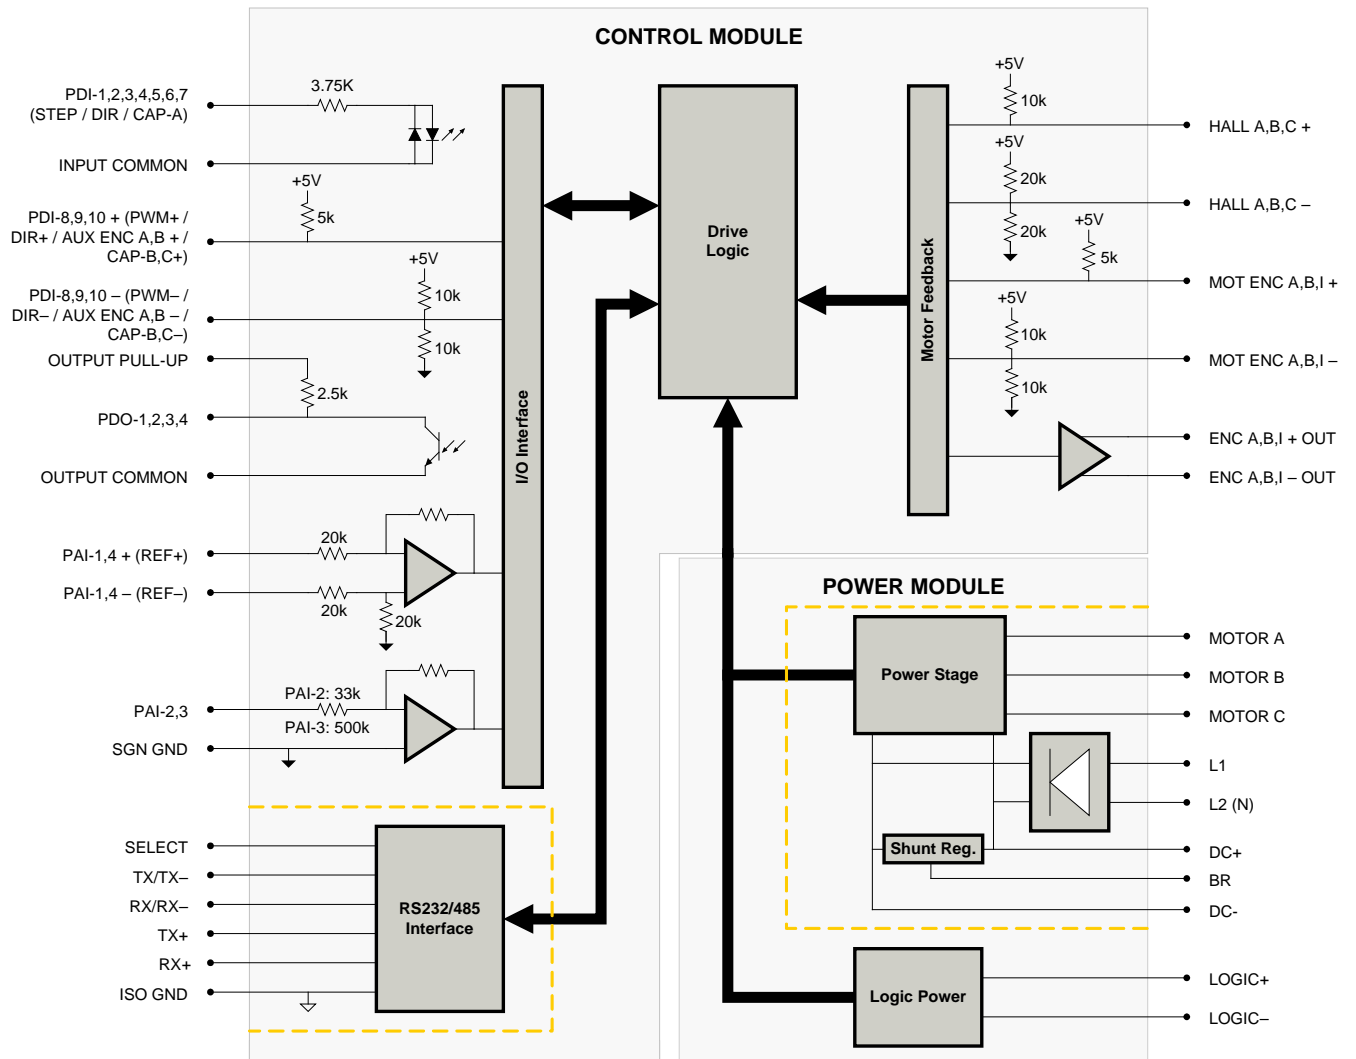 CONTROL MODULE
PDI-1,2,3,4,5,6,7
(STEP / DIR / CAP-A)
3.75K
INPUT COMMON
+5V
5k
PDI-8,9,10 + (PWM+ /
DIR+ / AUX ENC A,B + /
CAP-B,C+)
+5V
10k
10k
PDI-8,9,10 – (PWM– /
DIR– / AUX ENC A,B – /
CAP-B,C–)
OUTPUT PULL-UP
2.5k
PDO-1,2,3,4
OUTPUT COMMON
PAI-1,4 + (REF+)
20k
PAI-1,4 – (REF–)
20k
20k
PAI-2,3
PAI-2: 33k
PAI-3: 500k
SGN GND
I/O Interface
Drive
Logic
Motor Feedback
+5V
10k
HALL A,B,C +
+5V
20k
20k
HALL A,B,C –
+5V
5k
MOT ENC A,B,I +
+5V
10k
10k
MOT ENC A,B,I –
ENC A,B,I + OUT
ENC A,B,I – OUT
SELECT
TX/TX–
RX/RX–
TX+
RX+
ISO GND
RS232/485
Interface
POWER MODULE
Power Stage
MOTOR A
MOTOR B
MOTOR C
L1
L2 (N)
Shunt Reg.
DC+
BR
DC-
Logic Power
LOGIC+
LOGIC–